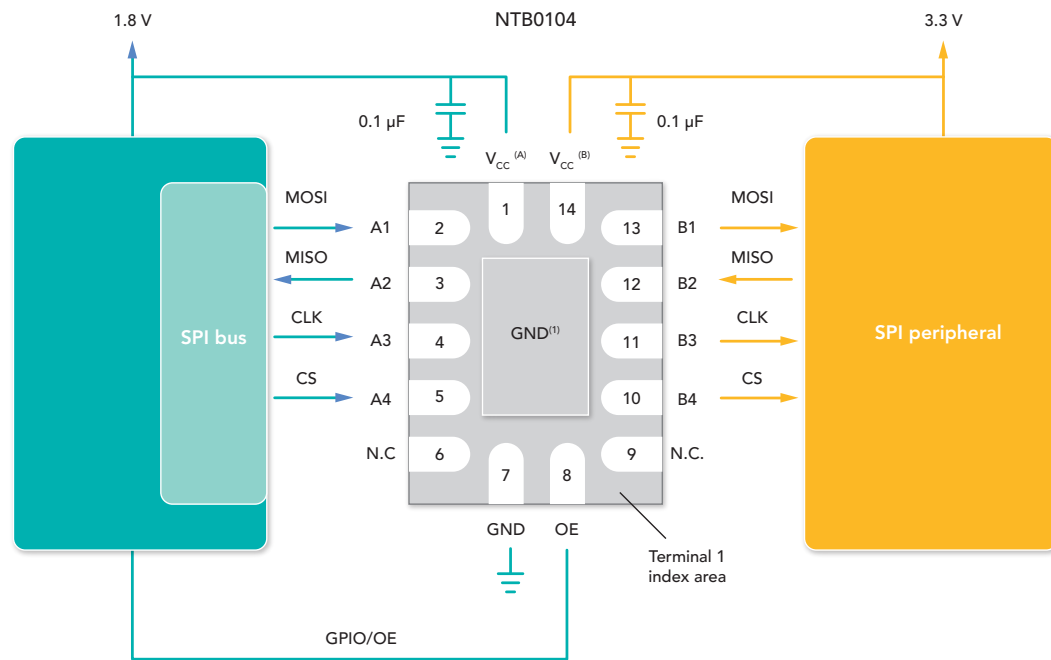 1.8 V
NTB0104
3.3 V
0.1 µF
0.1 µF
VCC (A)
VCC (B)
1
14
MOSI
A1
2
13
B1
MOSI
MISO
A2
3
12
B2
MISO
SPI bus
CLK
A3
4
GND(1)
11
B3
CLK
SPI peripheral
CS
A4
5
10
B4
CS
N.C
6
7
8
9
N.C.
GND
OE
Terminal 1
index area
GPIO/OE